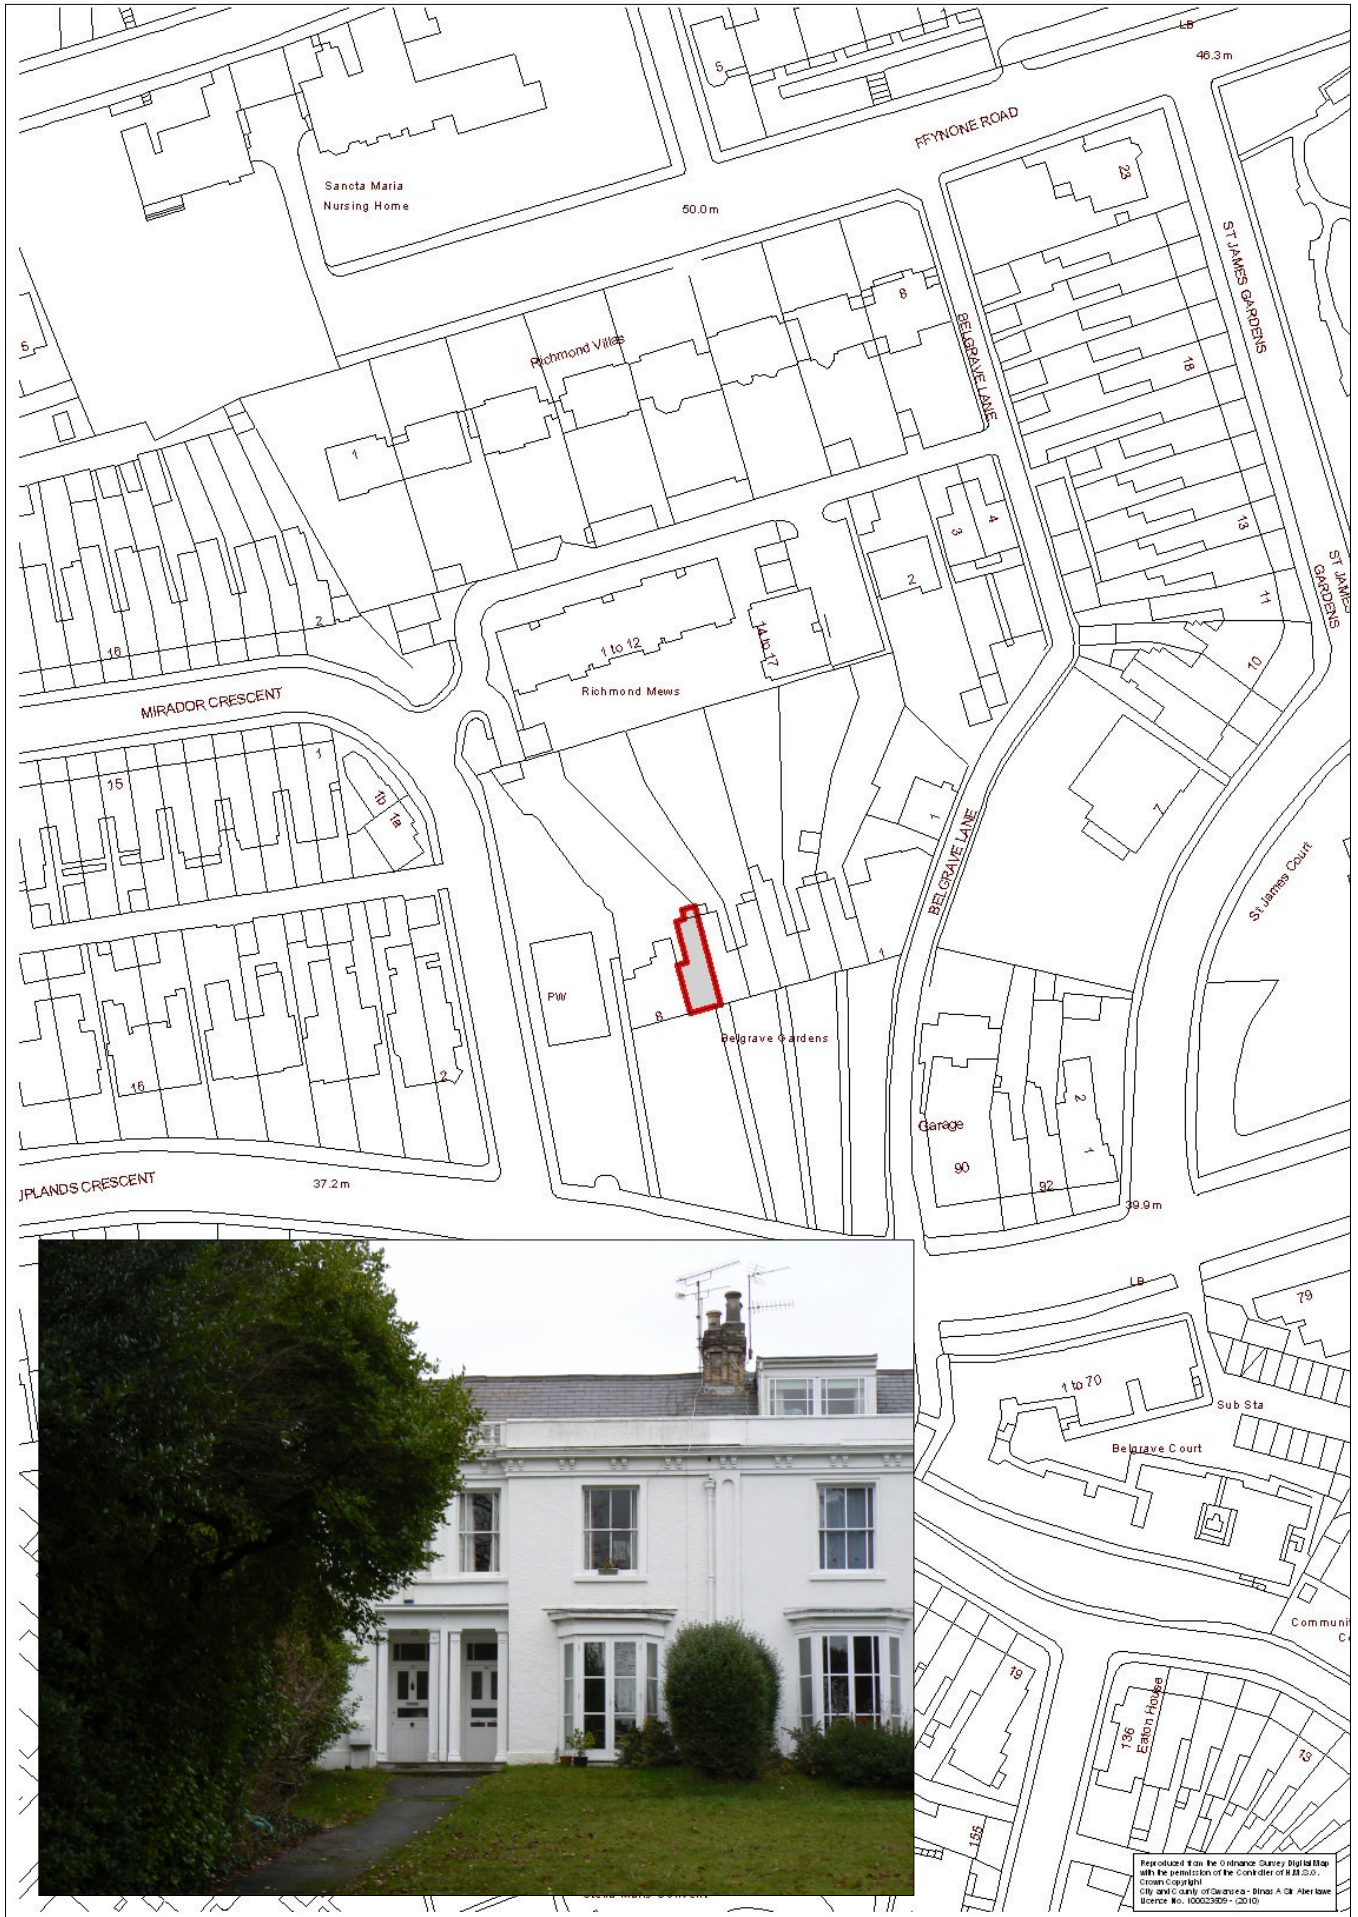 1
LB
46.3m
5
FFYNONE ROAD
23
Sancta Maria
Nursing Home
50.0m
ST JAMES GARDENS
8
BELGRAVE LANE
5
Richmond Villas
18
1
3
4
13
2
ST JAMES
GARDENS
11
2
16
1 to 12
14 to 17
10
Richmond Mews
MIRADOR CRESCENT
1
15
1b
1a
1
7
BELGRAVE LANE
St James Court
1
PW
8
Belgrave Gardens
16
2
2
Garage
1
90
92
UPLANDS CRESCENT
37.2m
39.9m
LB
79
1 to 70
Sub Sta
Belgrave Court
19
136
Eaton House
13
155
Reproduced from the Ordnance Survey Digital Map
with the permission of the Controller of H.M.S.O.
Crown Copyright
City and County of Swansea - Dinas A Sir Abertawe
Licence No. 100023509 - (2010)